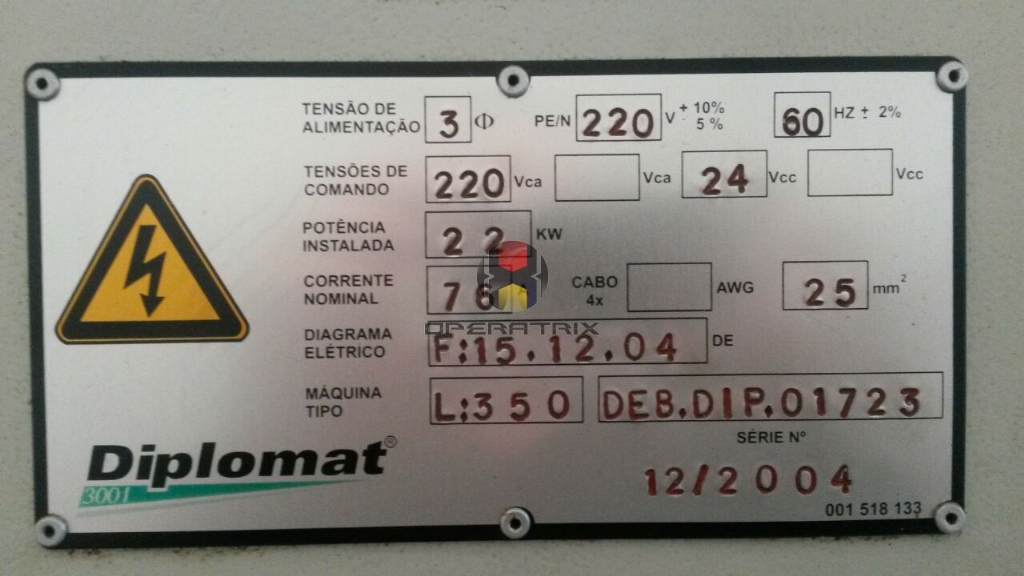 TENSÃO DE ALIMENTAÇÃO 3 Φ PE/N 220 V + 10% - 5 % 60 HZ ± 2%
TENSÕES DE COMANDO 220 Vca Vca 24 Vcc Vcc
POTÊNCIA INSTALADA 22 KW
CORRENTE NOMINAL 76 A CABO 4x AWG 25 mm²
OPERATRIX
DIAGRAMA ELÉTRICO F:15.12.04 DE
MÁQUINA TIPO L:350 DEB.DIP.01723
SÉRIE Nº
Diplomat®
3001
12/2004
001 518 133